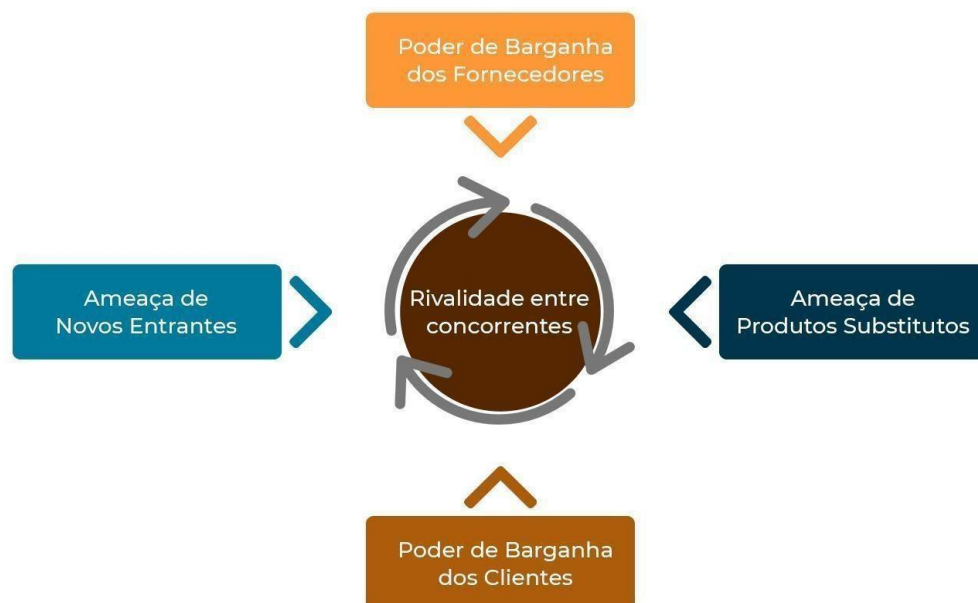 Poder de Barganha
dos Fornecedores
Ameaça de
Novos Entrantes
Rivalidade entre
concorrentes
Ameaça de
Produtos Substitutos
Poder de Barganha
dos Clientes